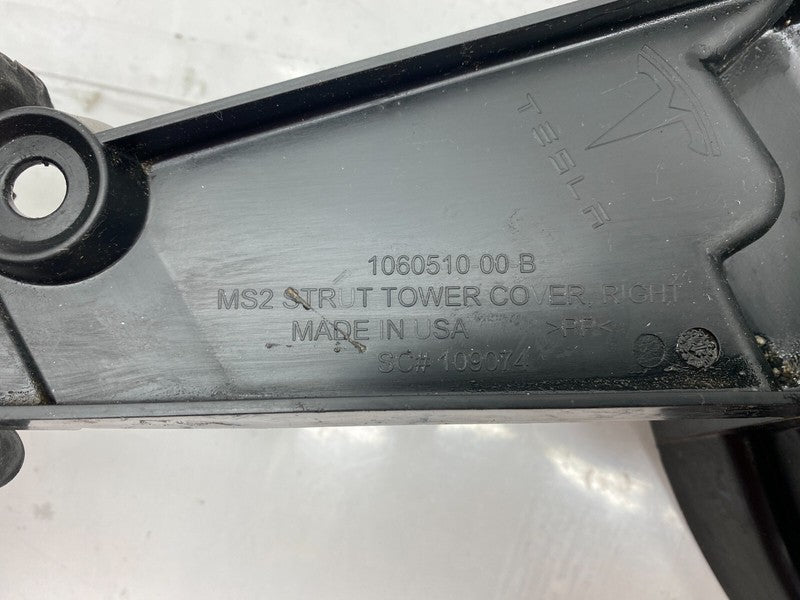 TESLA
1060510 00 B
MS2 STRUT TOWER COVER, RIGHT
MADE IN USA >PP<
SC# 109074